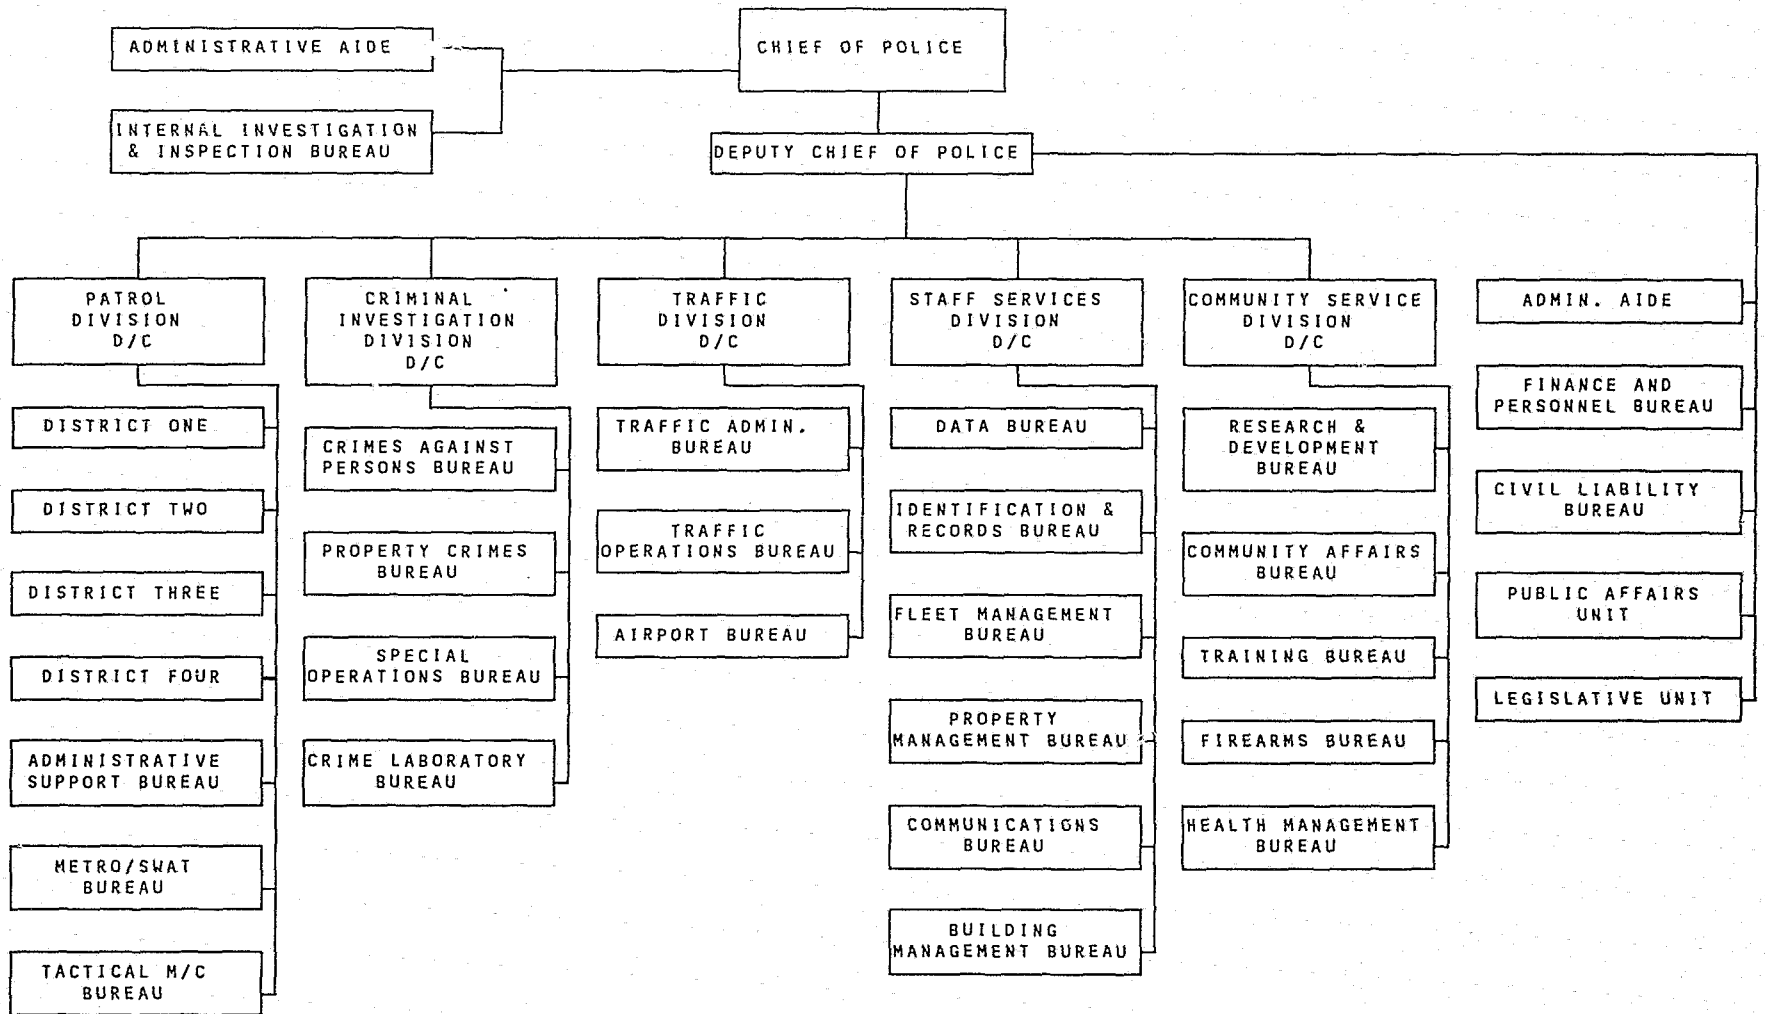 ADMINISTRATIVE AIDE
CHIEF OF POLICE
INTERNAL INVESTIGATION
& INSPECTION BUREAU
DEPUTY CHIEF OF POLICE
PATROL
DIVISION
D/C
DISTRICT ONE
DISTRICT TWO
DISTRICT THREE
DISTRICT FOUR
ADMINISTRATIVE
SUPPORT BUREAU
METRO/SWAT
BUREAU
TACTICAL M/C
BUREAU
CRIMINAL
INVESTIGATION
DIVISION
D/C
CRIMES AGAINST
PERSONS BUREAU
PROPERTY CRIMES
BUREAU
SPECIAL
OPERATIONS BUREAU
CRIME LABORATORY
BUREAU
TRAFFIC
DIVISION
D/C
TRAFFIC ADMIN.
BUREAU
TRAFFIC
OPERATIONS BUREAU
AIRPORT BUREAU
STAFF SERVICES
DIVISION
D/C
DATA BUREAU
IDENTIFICATION &
RECORDS BUREAU
FLEET MANAGEMENT
BUREAU
PROPERTY
MANAGEMENT BUREAU
COMMUNICATIONS
BUREAU
BUILDING
MANAGEMENT BUREAU
COMMUNITY SERVICE
DIVISION
D/C
RESEARCH &
DEVELOPMENT
BUREAU
COMMUNITY AFFAIRS
BUREAU
TRAINING BUREAU
FIREARMS BUREAU
HEALTH MANAGEMENT
BUREAU
ADMIN. AIDE
FINANCE AND
PERSONNEL BUREAU
CIVIL LIABILITY
BUREAU
PUBLIC AFFAIRS
UNIT
LEGISLATIVE UNIT